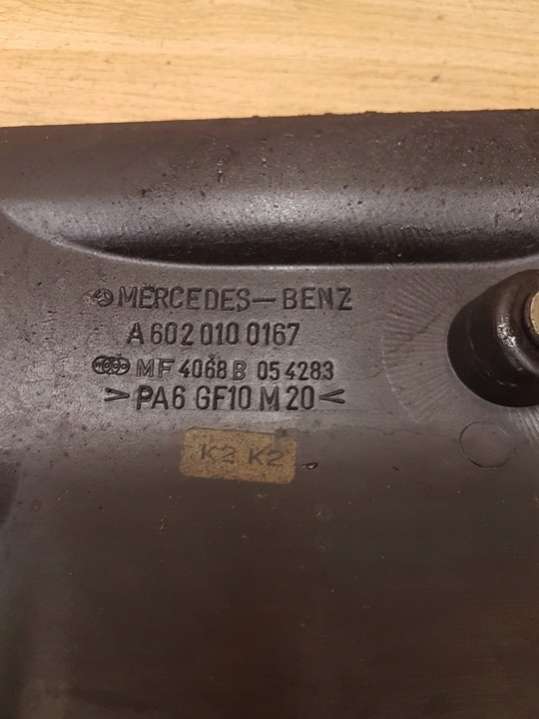 MERCEDES-BENZ
A 602 010 0167
MF 4068 B 054283
>PA6 GF10 M20<
K2 K2